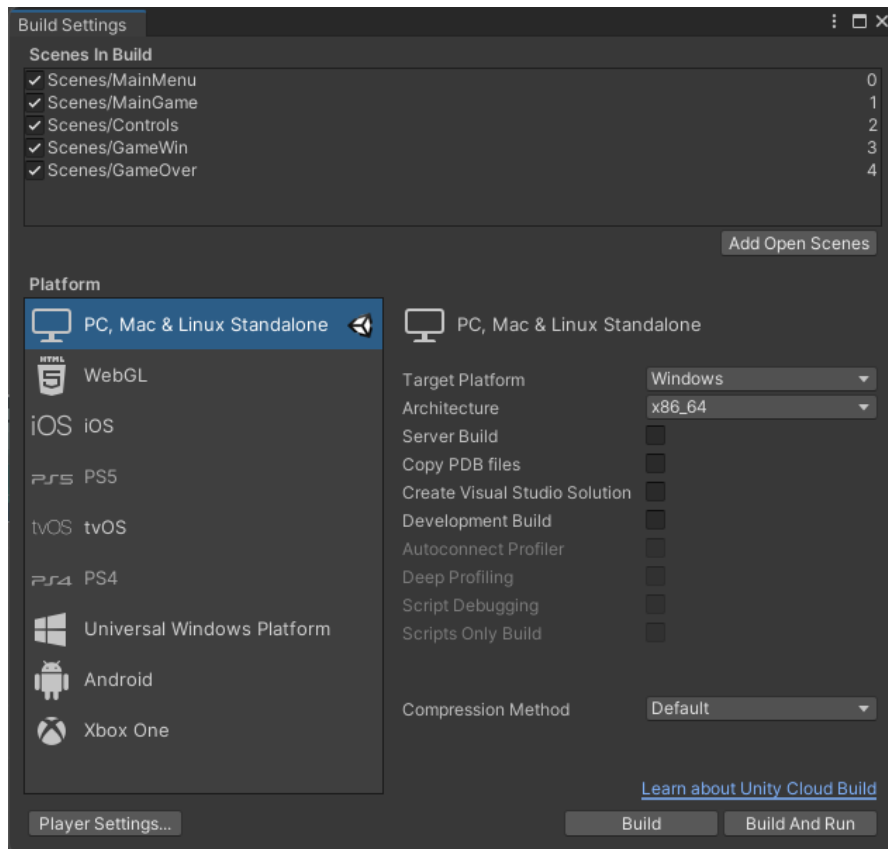 Build Settings
Scenes In Build
Scenes/MainMenu 0
Scenes/MainGame 1
Scenes/Controls 2
Scenes/GameWin 3
Scenes/GameOver 4
Add Open Scenes
Platform
PC, Mac & Linux Standalone
HTML 5 WebGL
iOS iOS
PS5 PS5
tvOS tvOS
PS4 PS4
Universal Windows Platform
Android
Xbox One
PC, Mac & Linux Standalone
Target Platform Windows
Architecture x86_64
Server Build
Copy PDB files
Create Visual Studio Solution
Development Build
Autoconnect Profiler
Deep Profiling
Script Debugging
Scripts Only Build
Compression Method Default
Learn about Unity Cloud Build
Player Settings... Build Build And Run